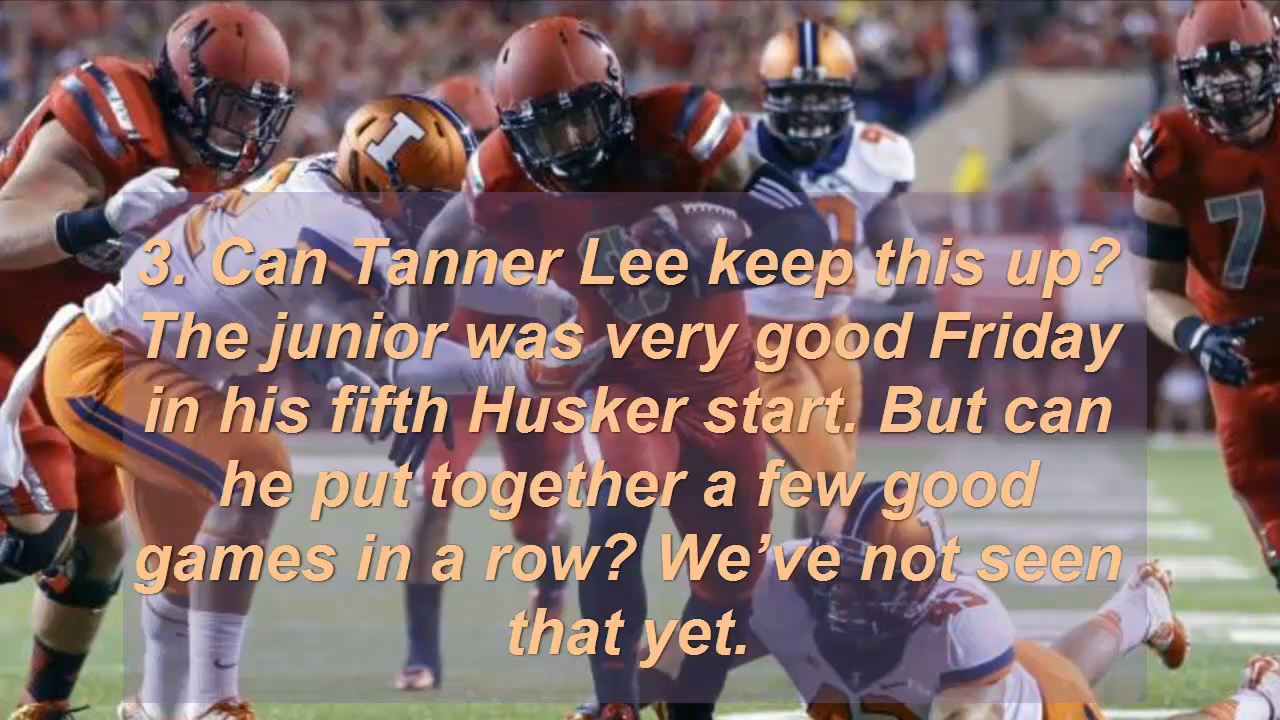 3. Can Tanner Lee keep this up?
The junior was very good Friday
in his fifth Husker start. But can
he put together a few good
games in a row? We’ve not seen
that yet.
I
N
7